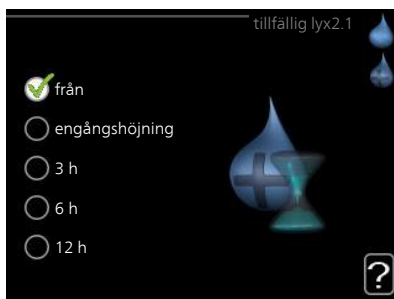 tillfällig lyx2.1
från
engångshöjning
3 h
6 h
12 h
?